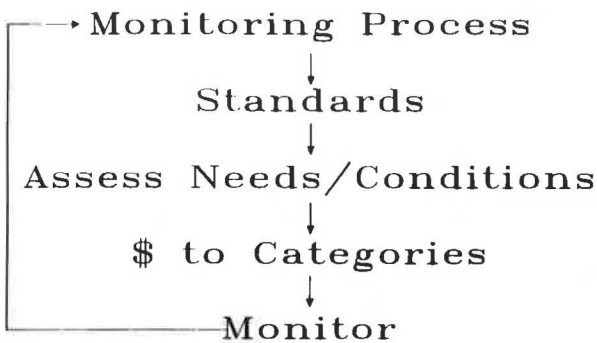 Monitoring Process
Standards
Assess Needs/Conditions
$ to Categories
Monitor